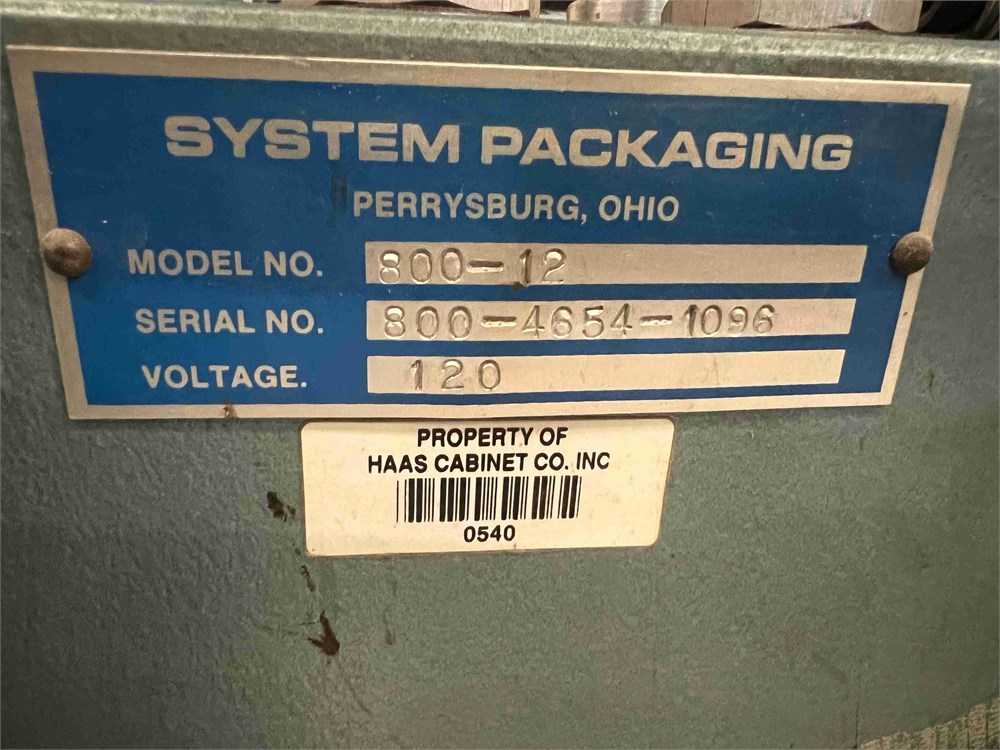 SYSTEM PACKAGING
PERRYSBURG, OHIO
MODEL NO. 800-12
SERIAL NO. 800-4654-1096
VOLTAGE. 120
PROPERTY OF
HAAS CABINET CO. INC
0540